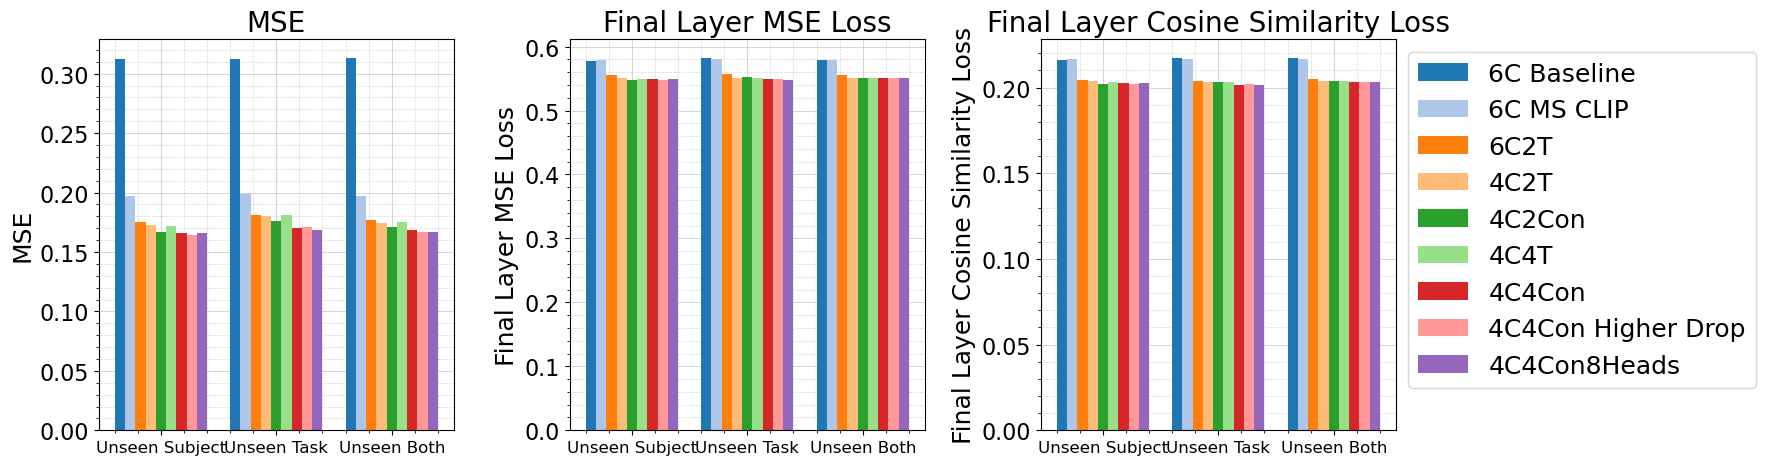 MSE
MSE
0.30
0.25
0.20
0.15
0.10
0.05
0.00
Unseen Subject
Unseen Task
Unseen Both
Final Layer MSE Loss
Final Layer MSE Loss
0.6
0.5
0.4
0.3
0.2
0.1
0.0
Unseen Subject
Unseen Task
Unseen Both
Final Layer Cosine Similarity Loss
Final Layer Cosine Similarity Loss
0.20
0.15
0.10
0.05
0.00
Unseen Subject
Unseen Task
Unseen Both
6C Baseline
6C MS CLIP
6C2T
4C2T
4C2Con
4C4T
4C4Con
4C4Con Higher Drop
4C4Con8Heads